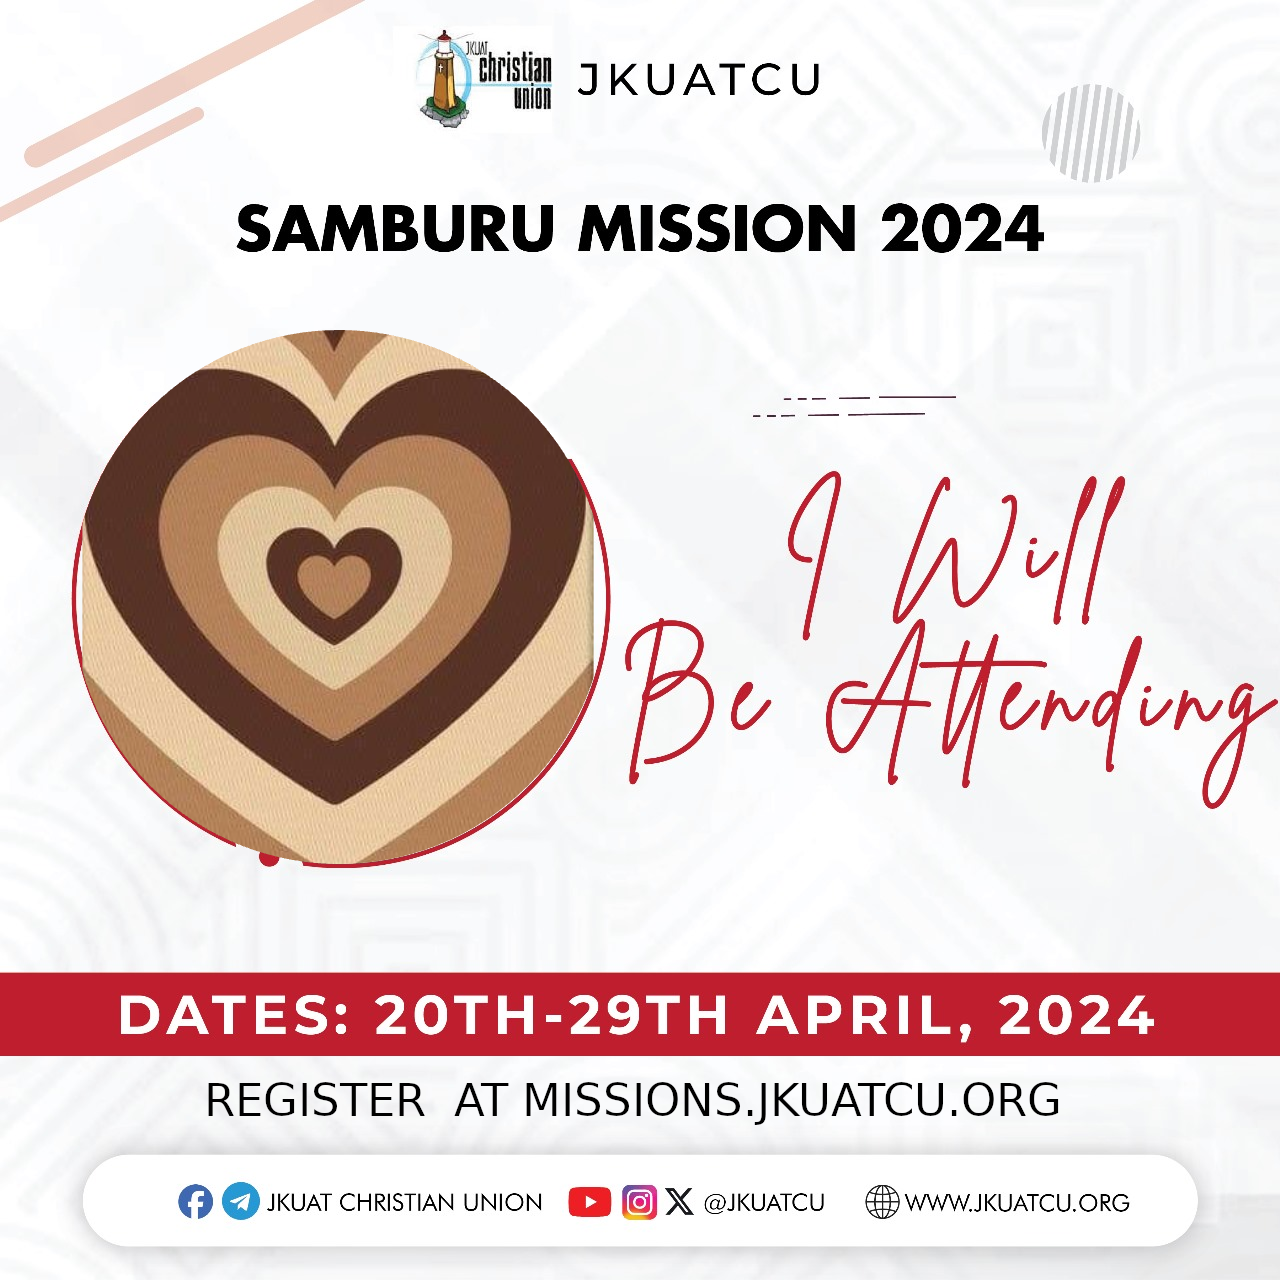 JKUAT
christian
union
JKUATCU
SAMBURU MISSION 2024
I Will
Be Attending
DATES: 20TH-29TH APRIL, 2024
REGISTER  AT MISSIONS.JKUATCU.ORG
JKUAT CHRISTIAN UNION @JKUATCU WWW.JKUATCU.ORG